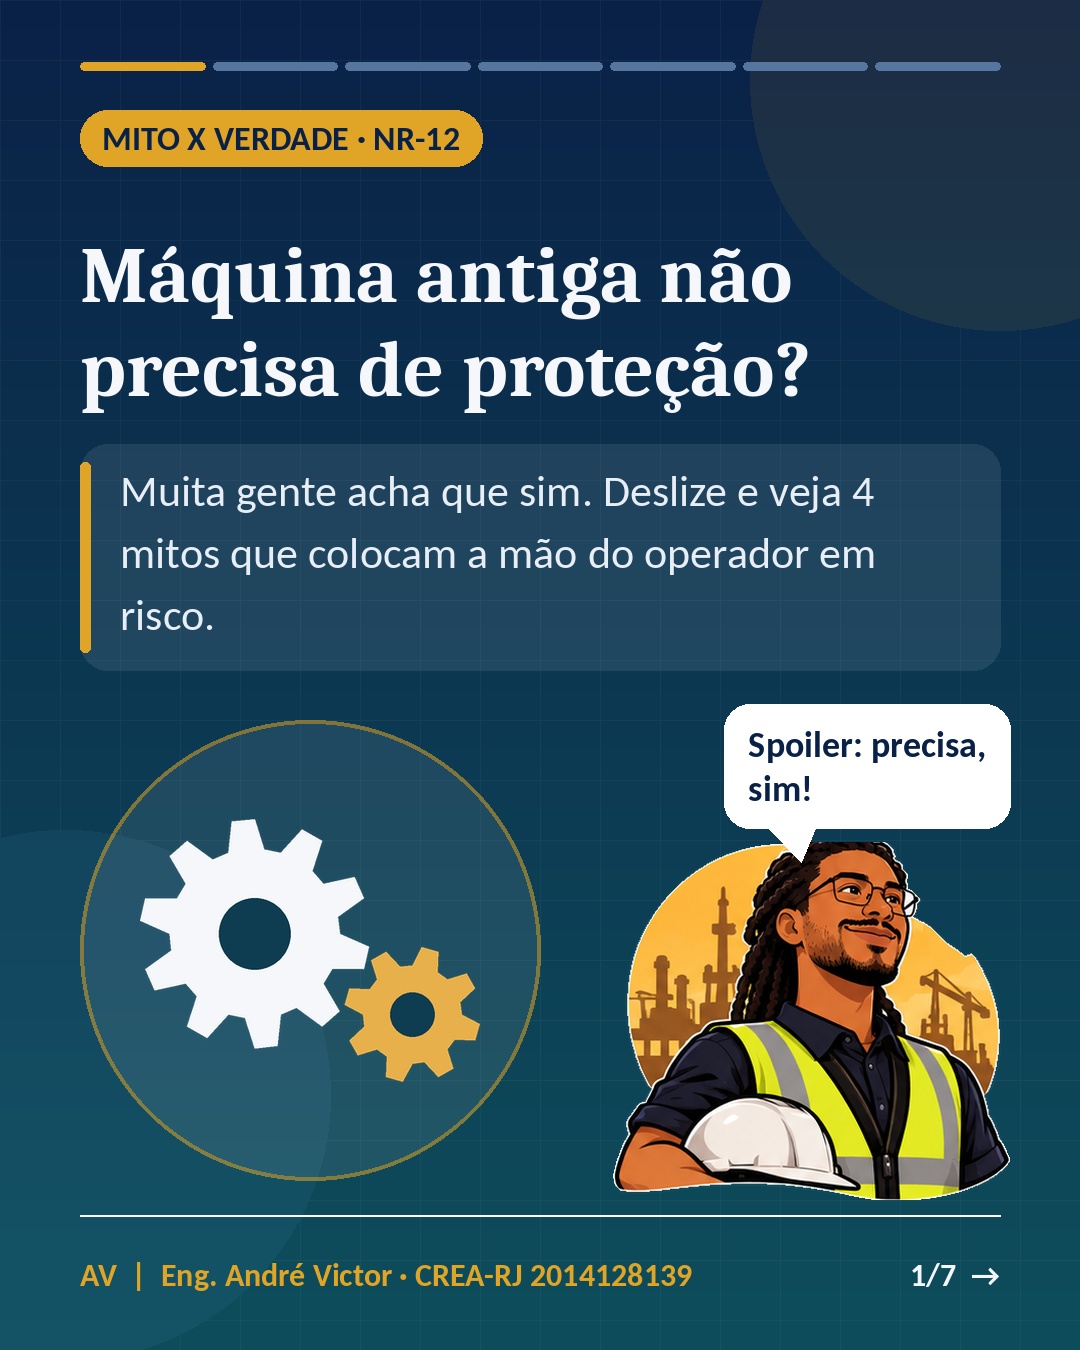 MITO X VERDADE · NR-12
Máquina antiga não
precisa de proteção?
Muita gente acha que sim. Deslize e veja 4
mitos que colocam a mão do operador em
risco.
Spoiler: precisa,
sim!
AV | Eng. André Victor · CREA-RJ 2014128139
1/7 →